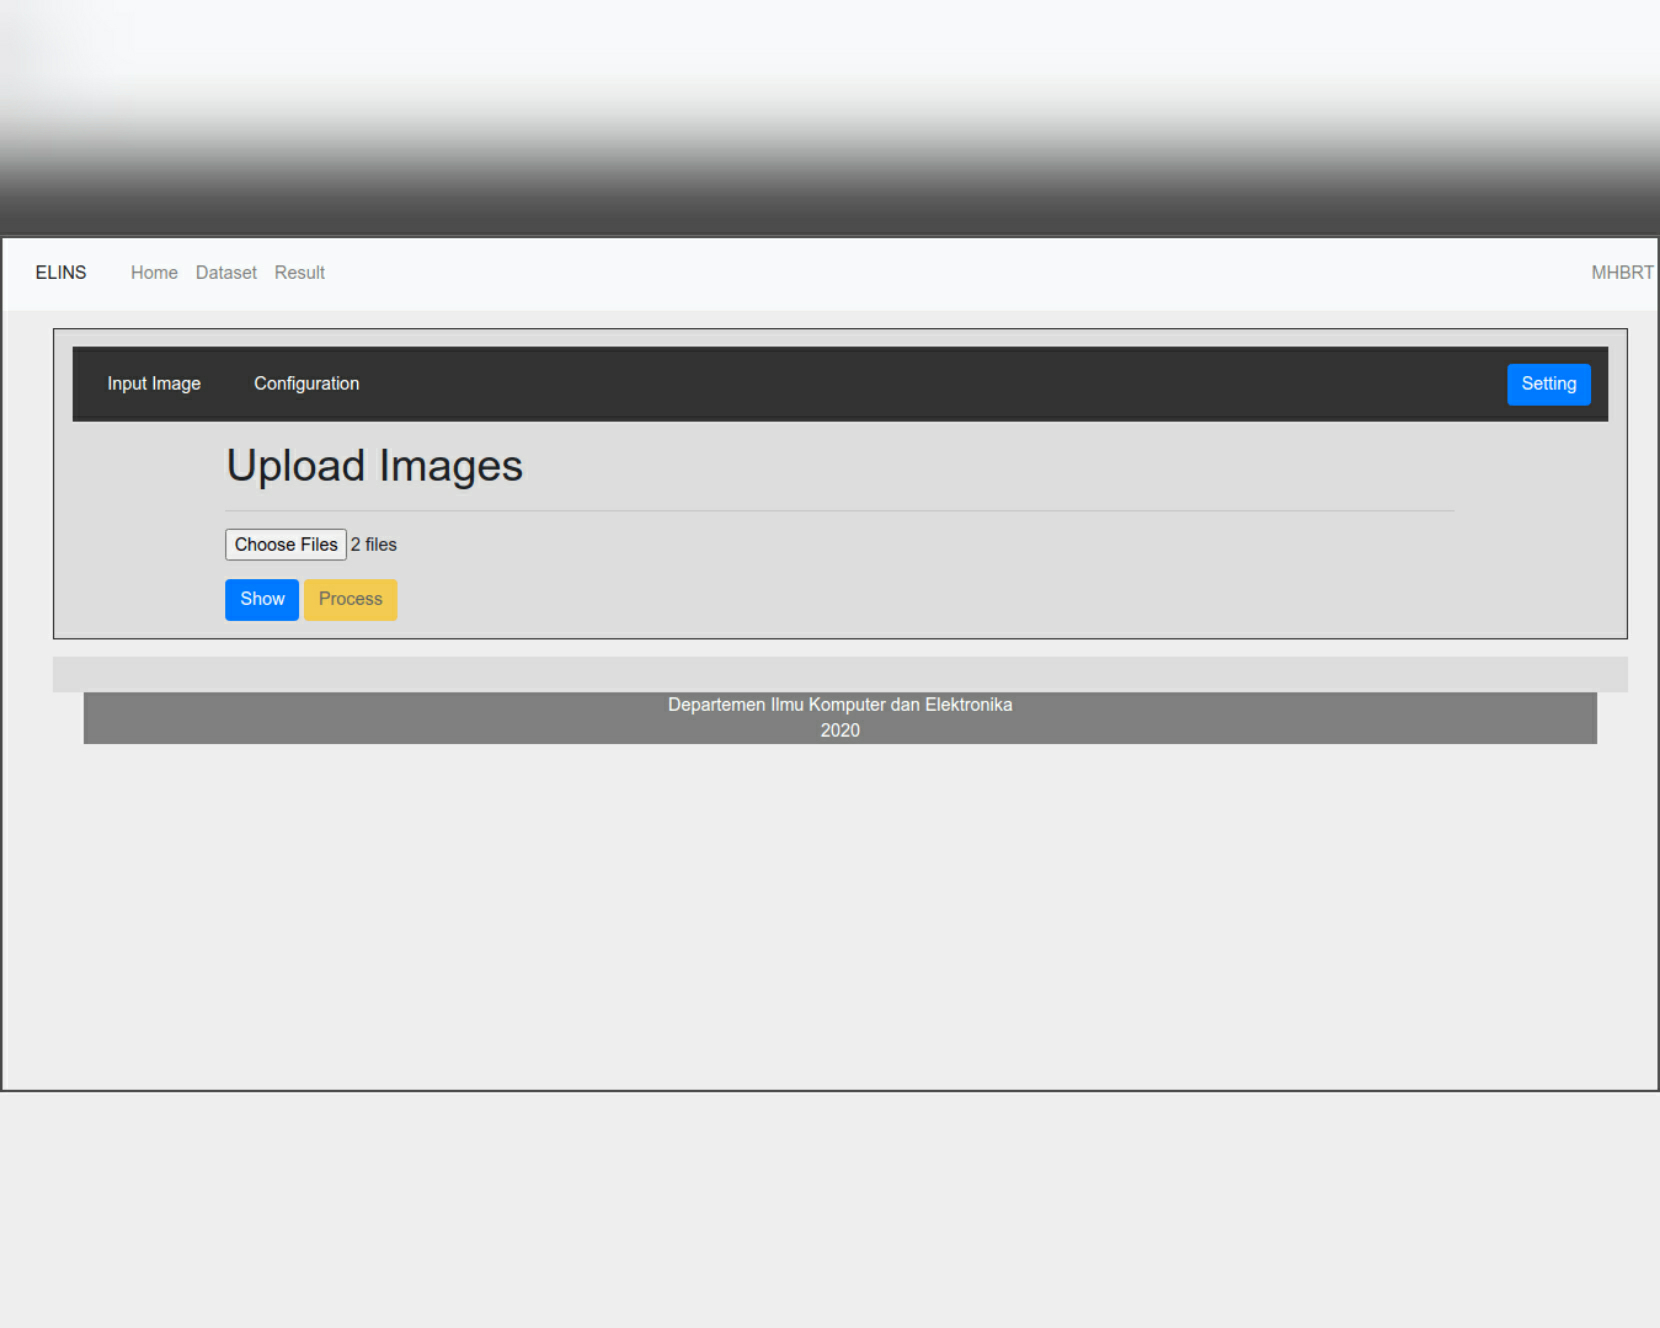 ELINS Home Dataset Result MHBRT
Input Image Configuration Setting
Upload Images
Choose Files 2 files
Show Process
Departemen Ilmu Komputer dan Elektronika
2020